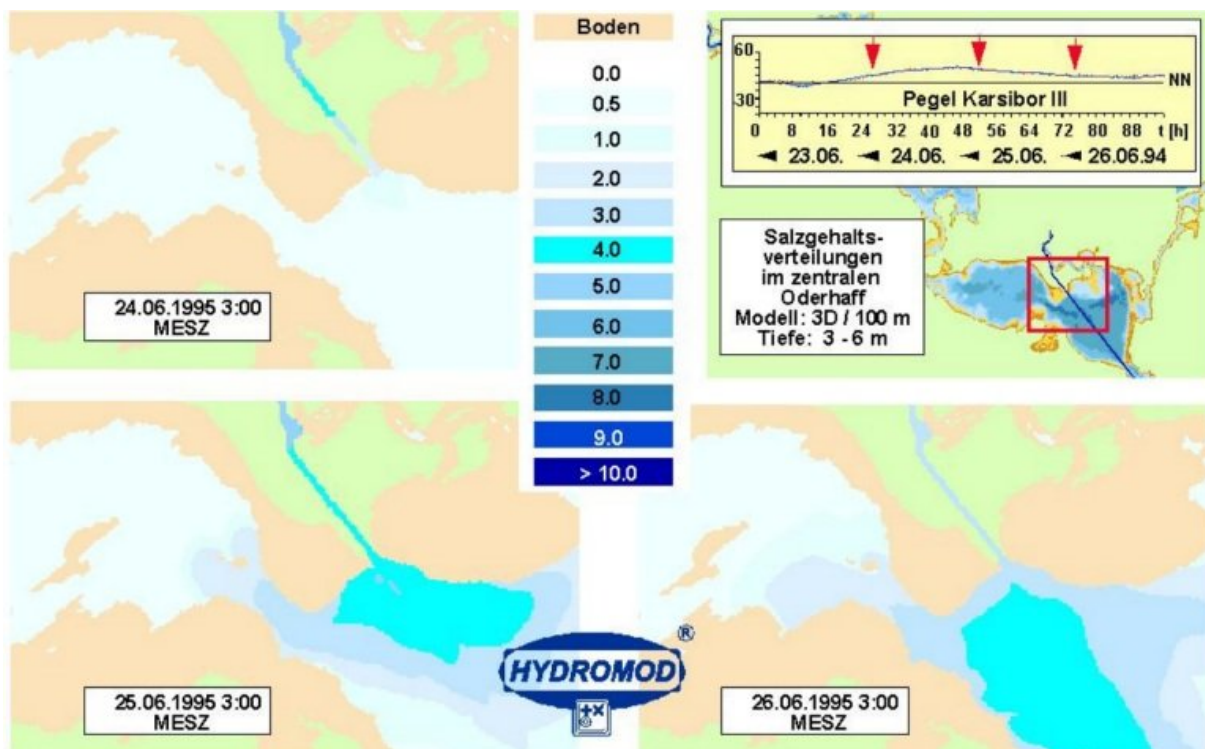 Boden
0.0
0.5
1.0
2.0
3.0
4.0
5.0
6.0
7.0
8.0
9.0
> 10.0
60
30
NN
Pegel Karsibor III
0 8 16 24 32 40 48 56 64 72 80 88 t [h]
23.06. 24.06. 25.06. 26.06.94
Salzgehalts-
verteilungen
im zentralen
Oderhaff
Modell: 3D / 100 m
Tiefe: 3 - 6 m
24.06.1995 3:00
MESZ
25.06.1995 3:00
MESZ
HYDROMOD
®
26.06.1995 3:00
MESZ